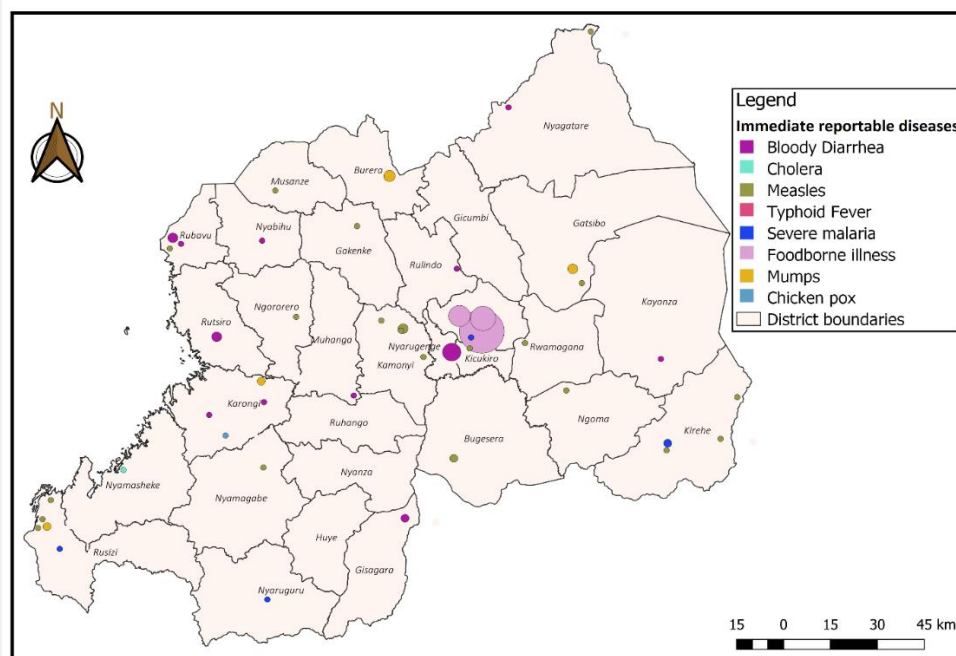 N
Legend
Immediate reportable diseases
Bloody Diarrhea
Cholera
Measles
Typhoid Fever
Severe malaria
Foodborne illness
Mumps
Chicken pox
District boundaries
Nyagatare
Burera
Musanze
Gicumbi
Gatsibo
Rubavu
Nyabihu
Gakenke
Rulindo
Kayonza
Ngororero
Rutsiro
Muhanga
Nyarugenge
Rwamagana
Kicukiro
Kamonyi
Karongi
Ruhango
Ngoma
Kirehe
Bugesera
Nyamasheke
Nyamagabe
Nyanza
Huye
Rusizi
Gisagara
Nyaruguru
15 0 15 30 45 km